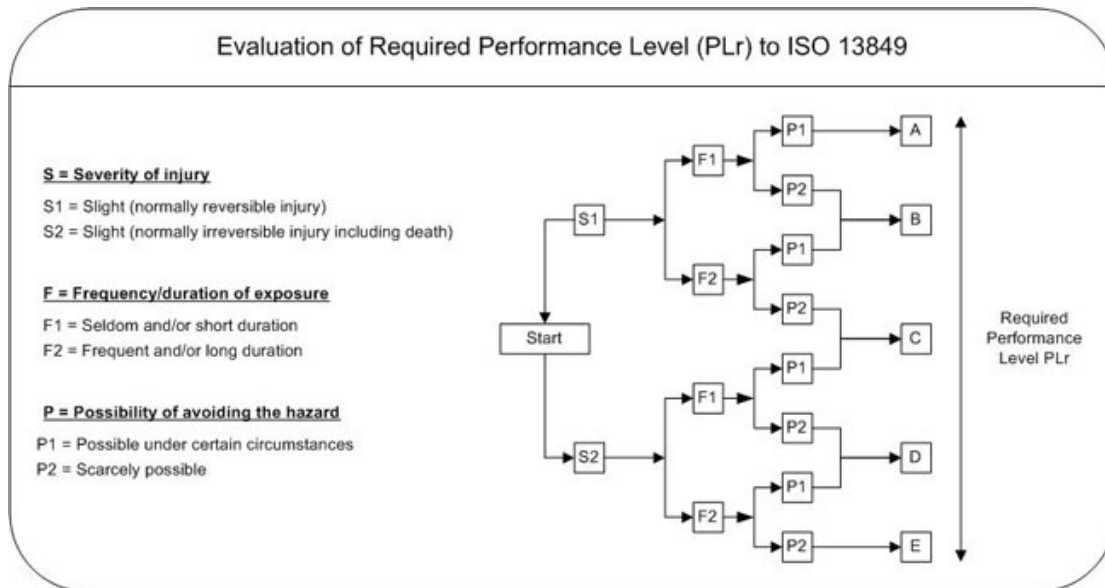 Evaluation of Required Performance Level (PLr) to ISO 13849
S = Severity of injury
S1 = Slight (normally reversible injury)
S2 = Slight (normally irreversible injury including death)
F = Frequency/duration of exposure
F1 = Seldom and/or short duration
F2 = Frequent and/or long duration
P = Possibility of avoiding the hazard
P1 = Possible under certain circumstances
P2 = Scarcely possible
Start
S1
S2
F1
F2
F1
F2
P1
P2
P1
P2
P1
P2
P1
P2
A
B
C
D
E
Required
Performance
Level PLr